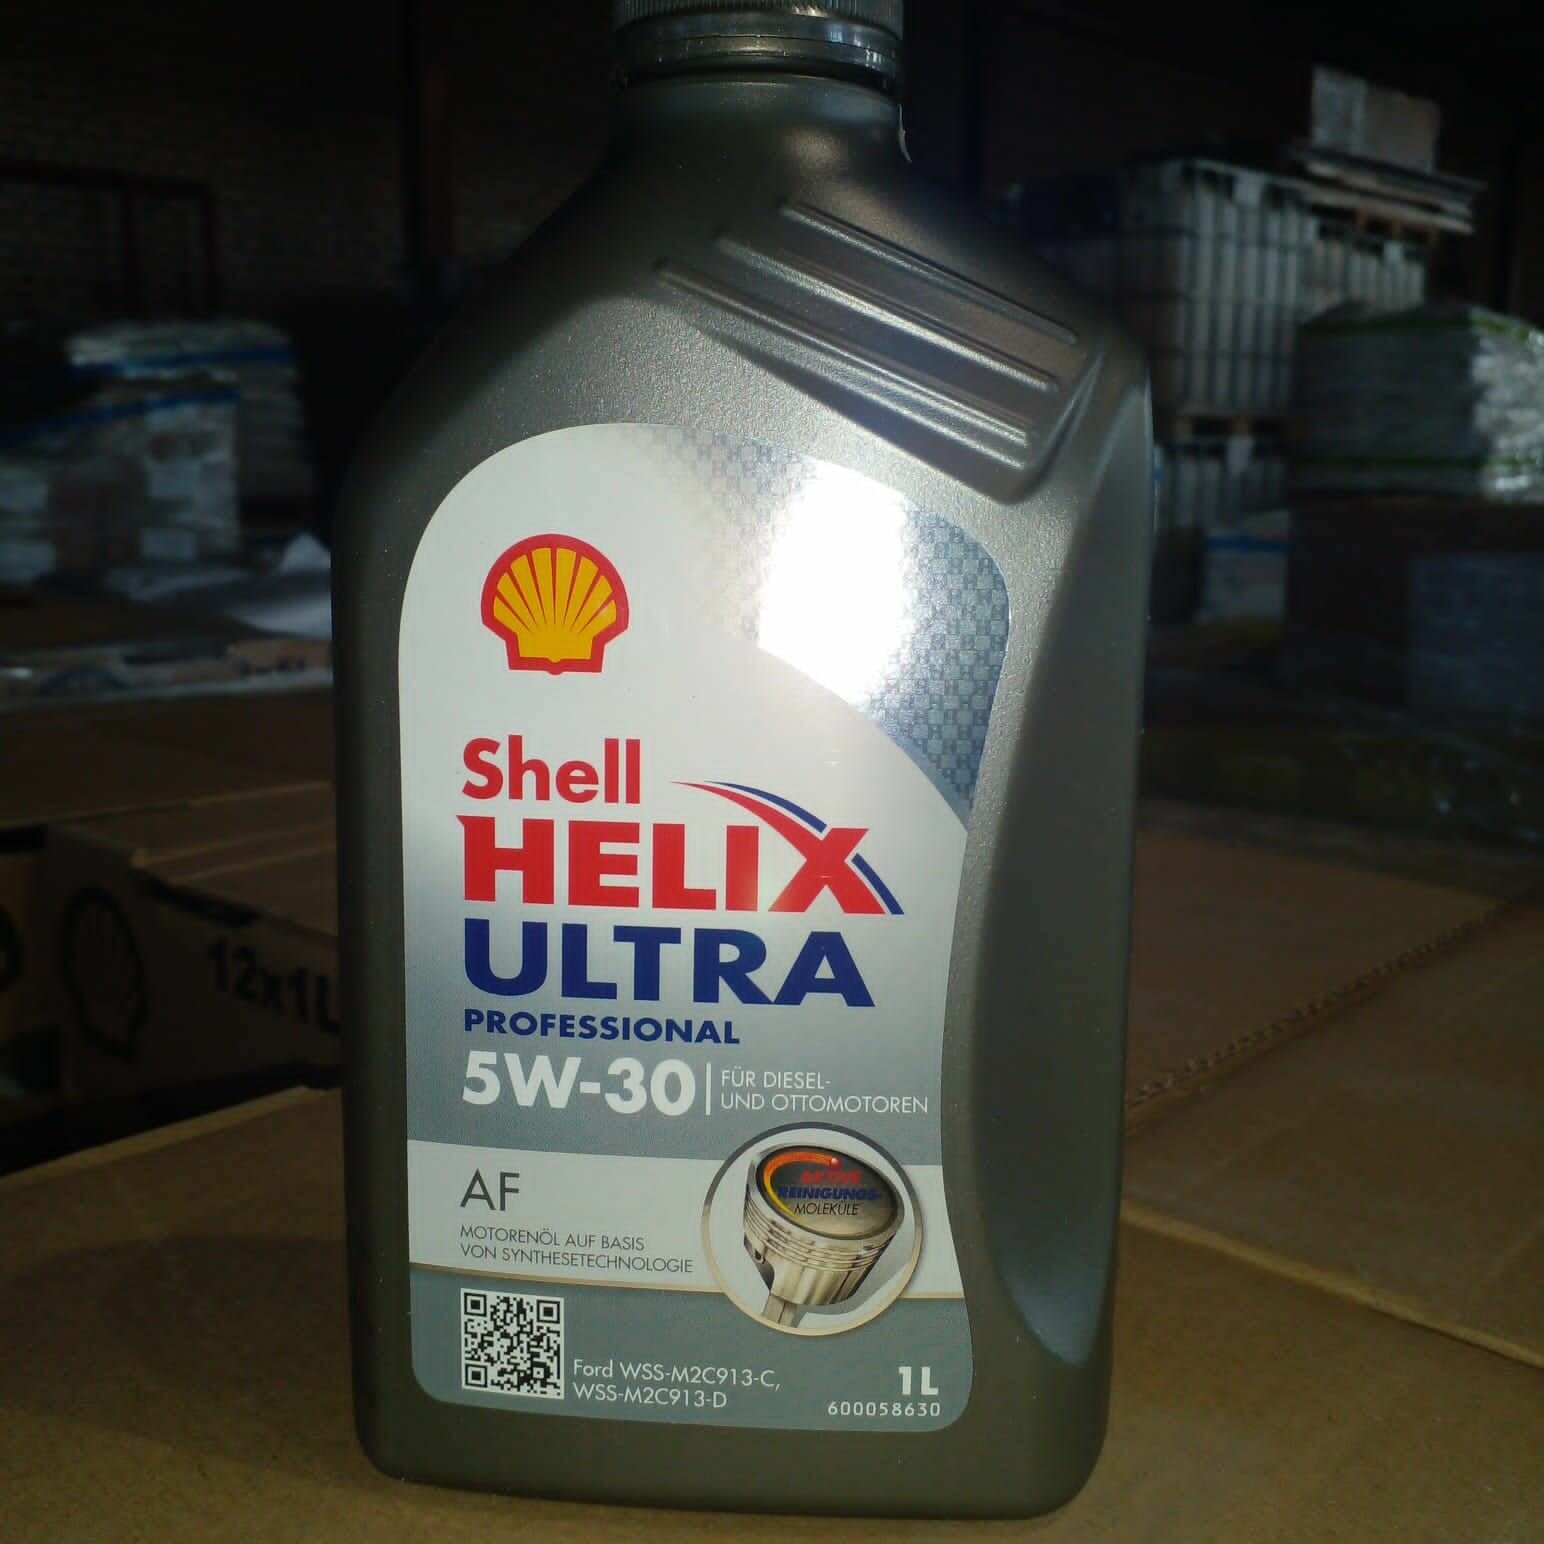 Shell
HELIX
ULTRA
PROFESSIONAL
5W-30
FÜR DIESEL-
UND OTTOMOTOREN
AF
MOTORENÖL AUF BASIS
VON SYNTHESETECHNOLOGIE
AKTIVE
REINIGUNGS-
MOLEKÜLE
Ford WSS-M2C913-C,
WSS-M2C913-D
1L
600058630
12x1L